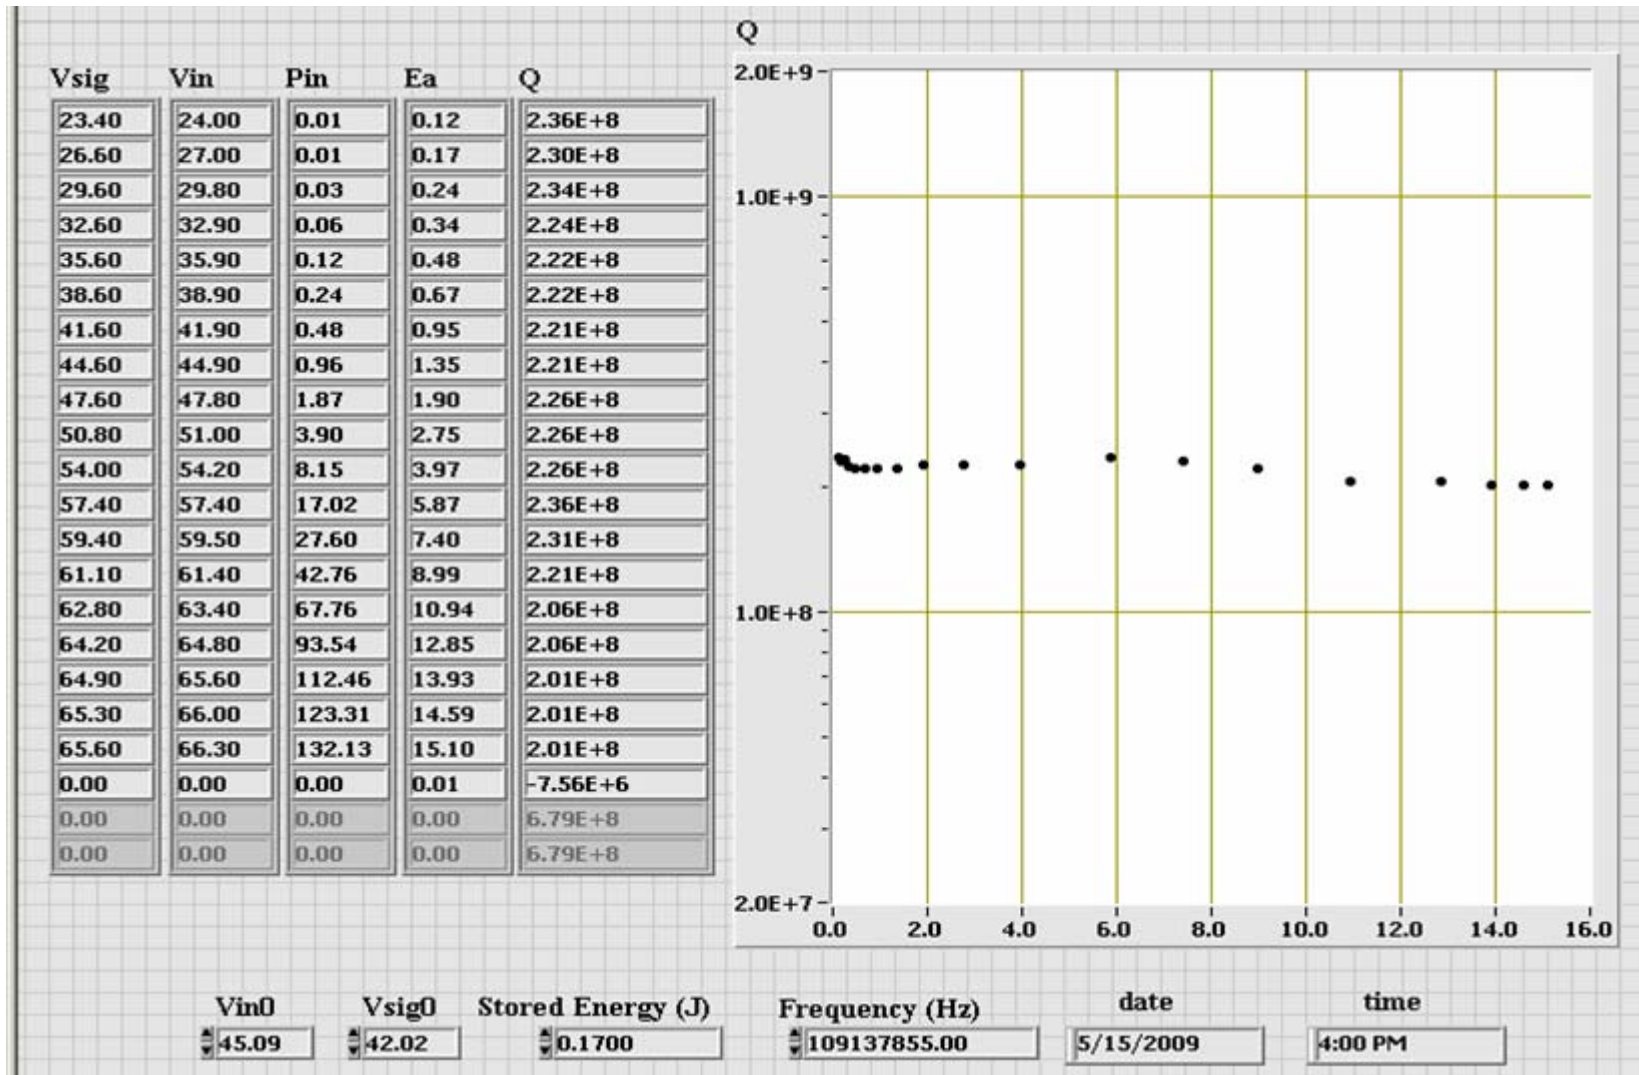 Q
Vsig Vin Pin Ea Q
23.40 24.00 0.01 0.12 2.36E+8
26.60 27.00 0.01 0.17 2.30E+8
29.60 29.80 0.03 0.24 2.34E+8
32.60 32.90 0.06 0.34 2.24E+8
35.60 35.90 0.12 0.48 2.22E+8
38.60 38.90 0.24 0.67 2.22E+8
41.60 41.90 0.48 0.95 2.21E+8
44.60 44.90 0.96 1.35 2.21E+8
47.60 47.80 1.87 1.90 2.26E+8
50.80 51.00 3.90 2.75 2.26E+8
54.00 54.20 8.15 3.97 2.26E+8
57.40 57.40 17.02 5.87 2.36E+8
59.40 59.50 27.60 7.40 2.31E+8
61.10 61.40 42.76 8.99 2.21E+8
62.80 63.40 67.76 10.94 2.06E+8
64.20 64.80 93.54 12.85 2.06E+8
64.90 65.60 112.46 13.93 2.01E+8
65.30 66.00 123.31 14.59 2.01E+8
65.60 66.30 132.13 15.10 2.01E+8
0.00 0.00 0.00 0.01 -7.56E+6
0.00 0.00 0.00 0.00 6.79E+8
0.00 0.00 0.00 0.00 6.79E+8
2.0E+9
1.0E+9
1.0E+8
2.0E+7
0.0 2.0 4.0 6.0 8.0 10.0 12.0 14.0 16.0
Vin0 Vsig0 Stored Energy (J) Frequency (Hz) date time
45.09 42.02 0.1700 109137855.00 5/15/2009 4:00 PM